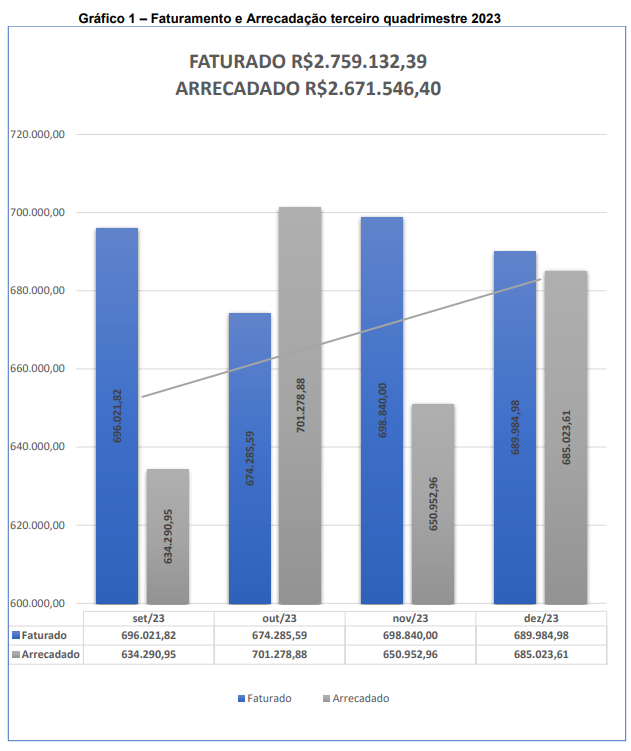 Gráfico 1 – Faturamento e Arrecadação terceiro quadrimestre 2023
FATURADO R$2.759.132,39
ARRECADADO R$2.671.546,40
720.000,00
700.000,00
680.000,00
660.000,00
640.000,00
620.000,00
600.000,00
696.021,82
634.290,95
674.285,59
701.278,88
698.840,00
650.952,96
689.984,98
685.023,61
set/23 out/23 nov/23 dez/23
Faturado 696.021,82 674.285,59 698.840,00 689.984,98
Arrecadado 634.290,95 701.278,88 650.952,96 685.023,61
Faturado Arrecadado